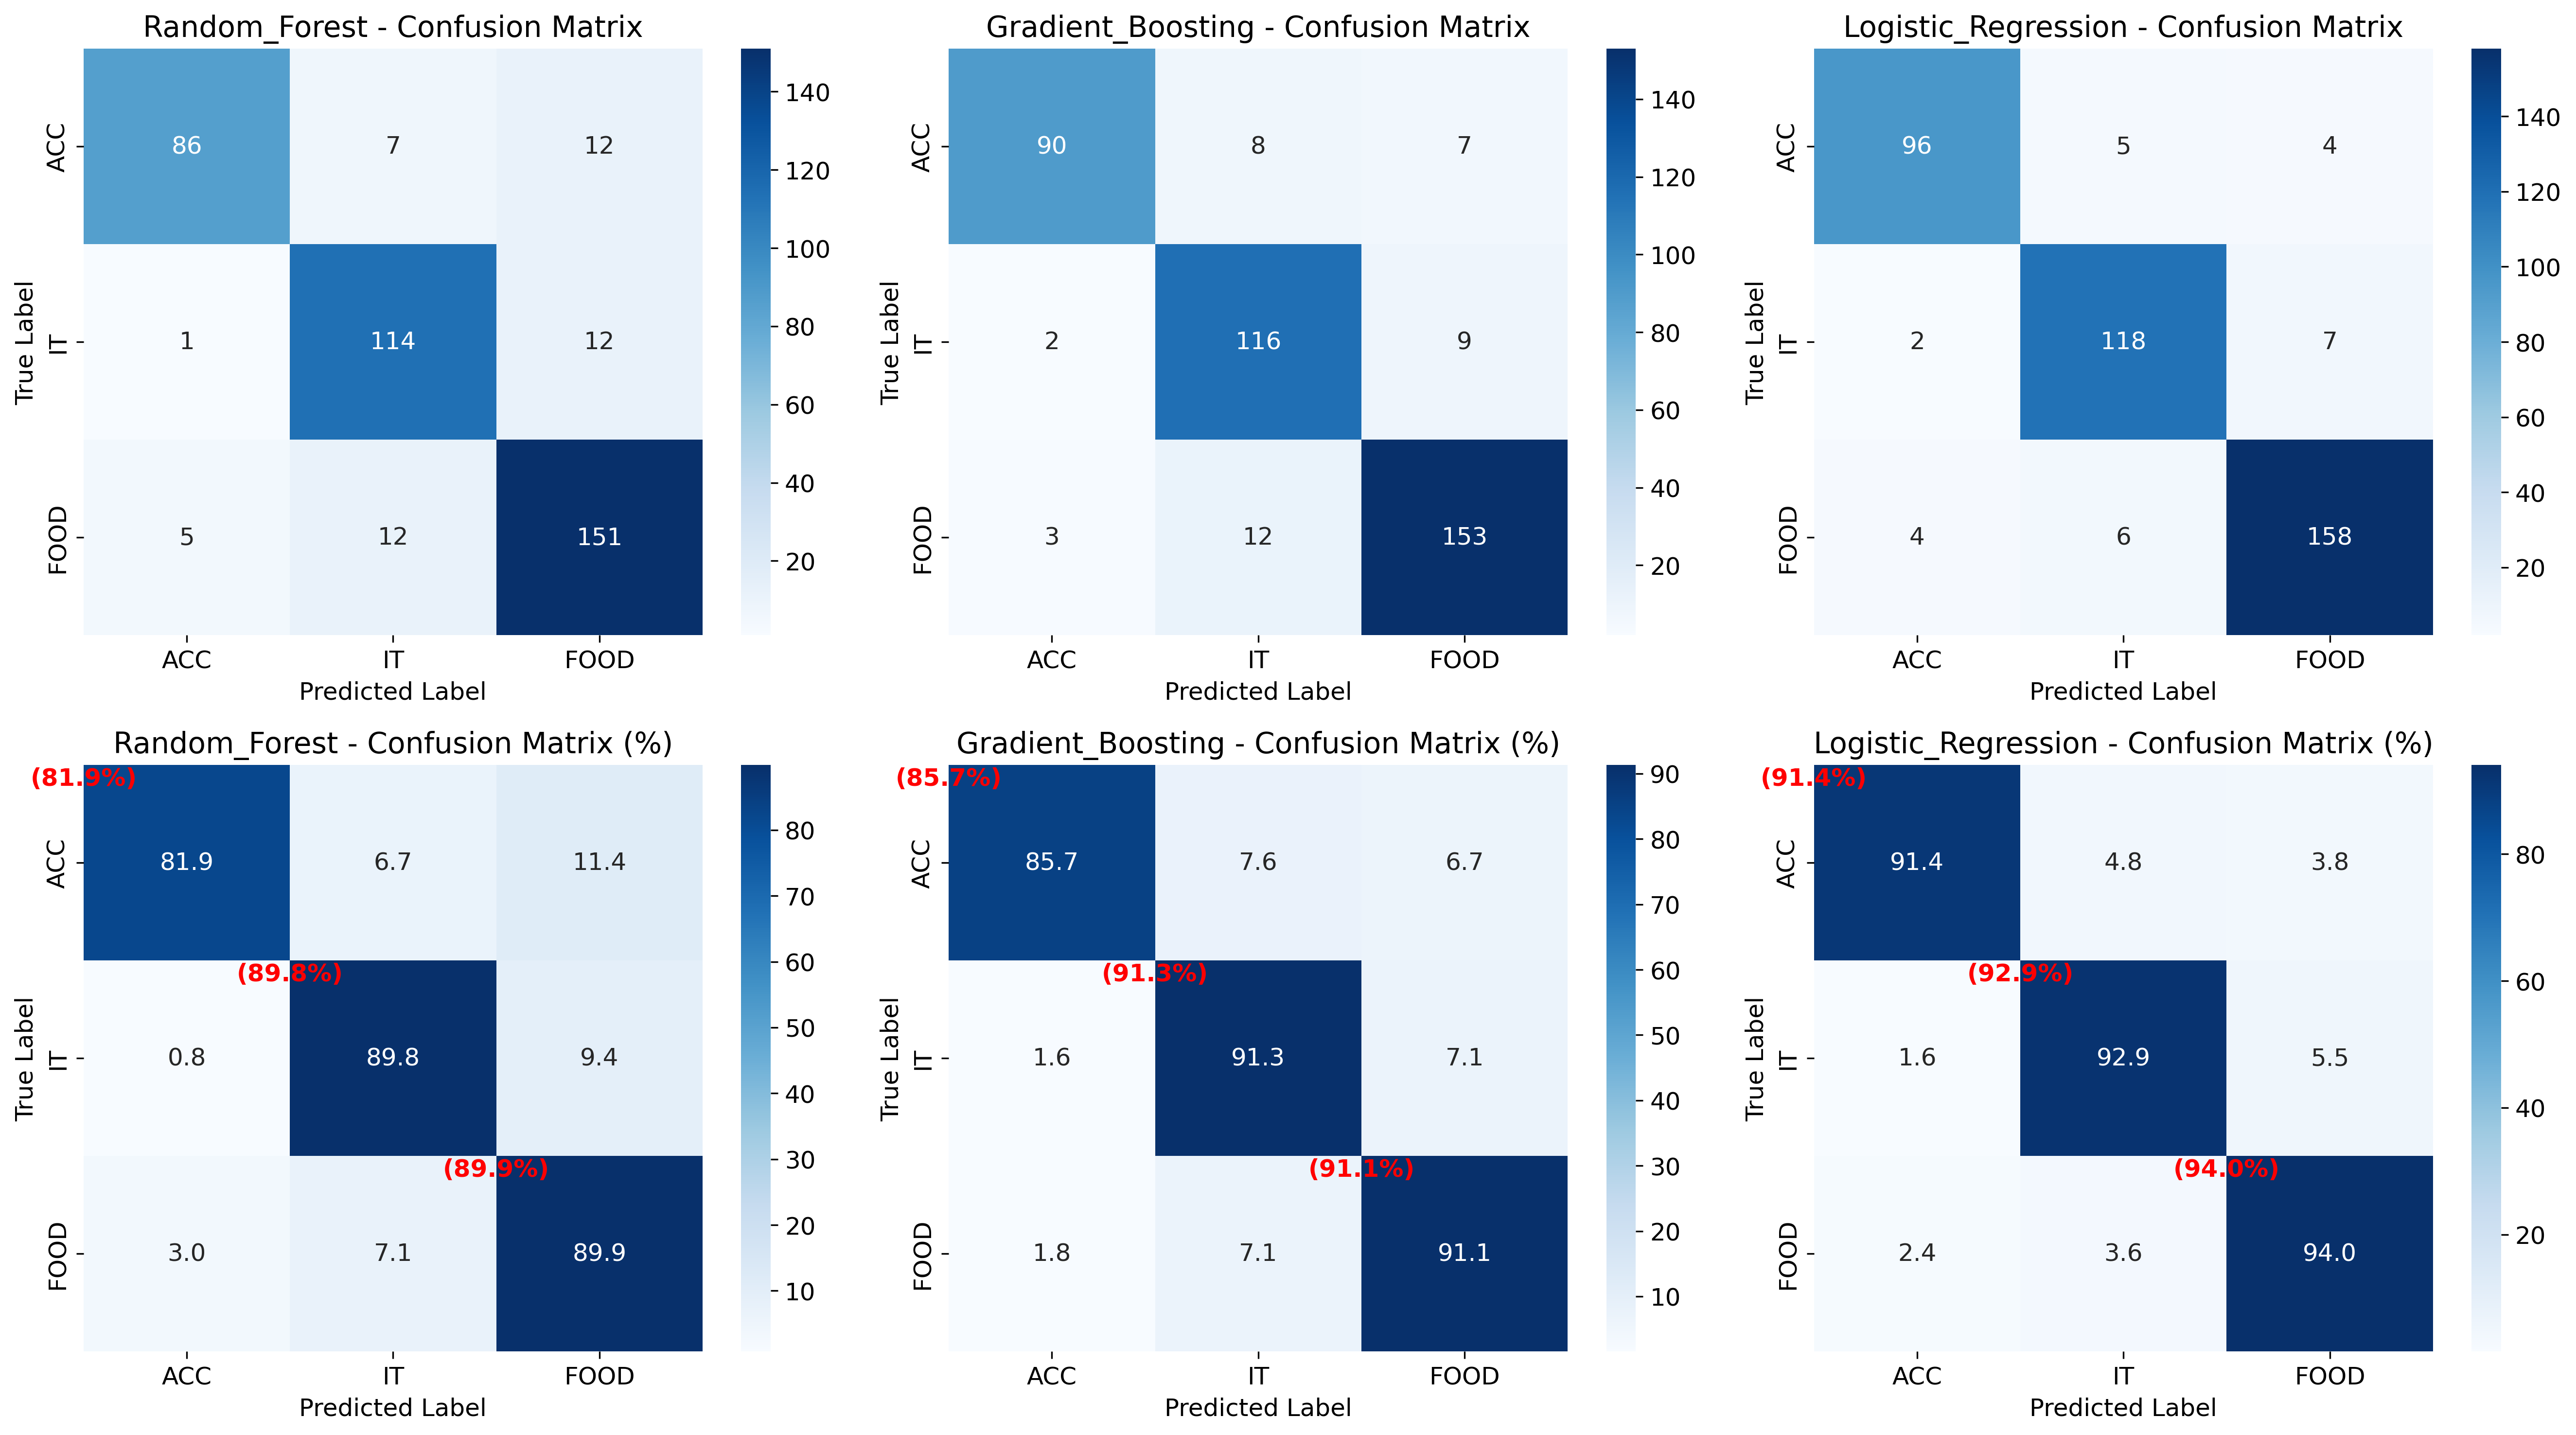 Random_Forest - Confusion Matrix
Gradient_Boosting - Confusion Matrix
Logistic_Regression - Confusion Matrix
True Label
ACC
IT
FOOD
86 7 12
1 114 12
5 12 151
140
120
100
80
60
40
20
ACC IT FOOD
Predicted Label
True Label
ACC
IT
FOOD
90 8 7
2 116 9
3 12 153
140
120
100
80
60
40
20
ACC IT FOOD
Predicted Label
True Label
ACC
IT
FOOD
96 5 4
2 118 7
4 6 158
140
120
100
80
60
40
20
ACC IT FOOD
Predicted Label
Random_Forest - Confusion Matrix (%)
Gradient_Boosting - Confusion Matrix (%)
Logistic_Regression - Confusion Matrix (%)
True Label
ACC
IT
FOOD
(81.9%)
81.9 6.7 11.4
(89.8%)
0.8 89.8 9.4
(89.9%)
3.0 7.1 89.9
80
70
60
50
40
30
20
10
ACC IT FOOD
Predicted Label
True Label
ACC
IT
FOOD
(85.7%)
85.7 7.6 6.7
(91.3%)
1.6 91.3 7.1
(91.1%)
1.8 7.1 91.1
90
80
70
60
50
40
30
20
10
ACC IT FOOD
Predicted Label
True Label
ACC
IT
FOOD
(91.4%)
91.4 4.8 3.8
(92.9%)
1.6 92.9 5.5
(94.0%)
2.4 3.6 94.0
80
60
40
20
ACC IT FOOD
Predicted Label